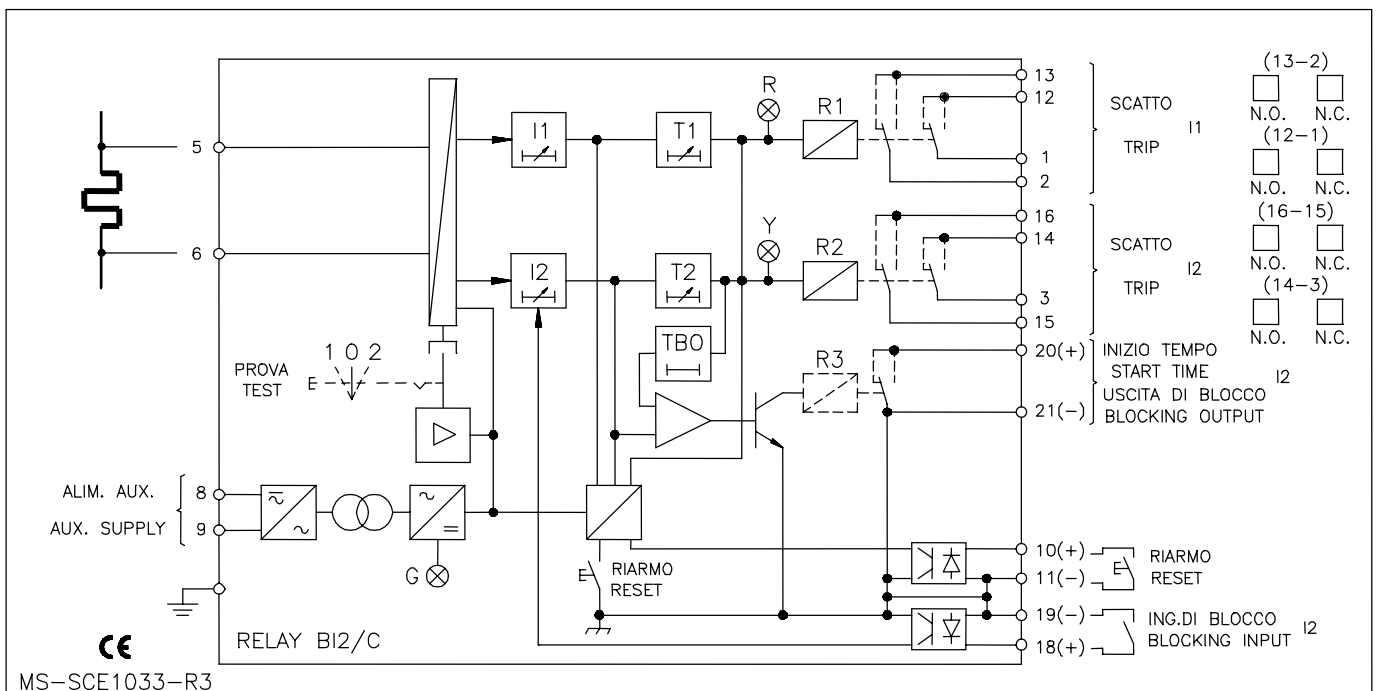 R
R1
I1
T1
13
12
1
2
SCATTO
TRIP
I1
(13-2)
N.O. N.C.
(12-1)
N.O. N.C.
5
6
Y
R2
I2
T2
16
14
3
15
SCATTO
TRIP
I2
(16-15)
N.O. N.C.
(14-3)
N.O. N.C.
TBO
R3
20(+)
21(-)
INIZIO TEMPO
START TIME
USCITA DI BLOCCO
BLOCKING OUTPUT
I2
1 0 2
PROVA
TEST
E
ALIM. AUX.
AUX. SUPPLY
8
9
G
E
RIARMO
RESET
10(+)
11(-)
E
RIARMO
RESET
19(-)
18(+)
ING.DI BLOCCO
BLOCKING INPUT
I2
RELAY BI2/C
CE
MS-SCE1033-R3